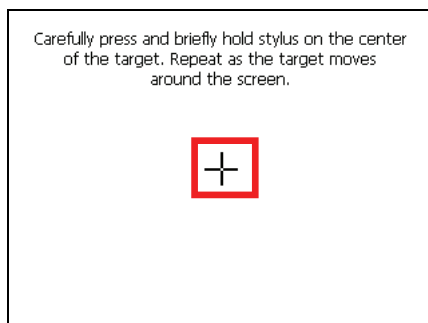 Carefully press and briefly hold stylus on the center
of the target. Repeat as the target moves
around the screen.